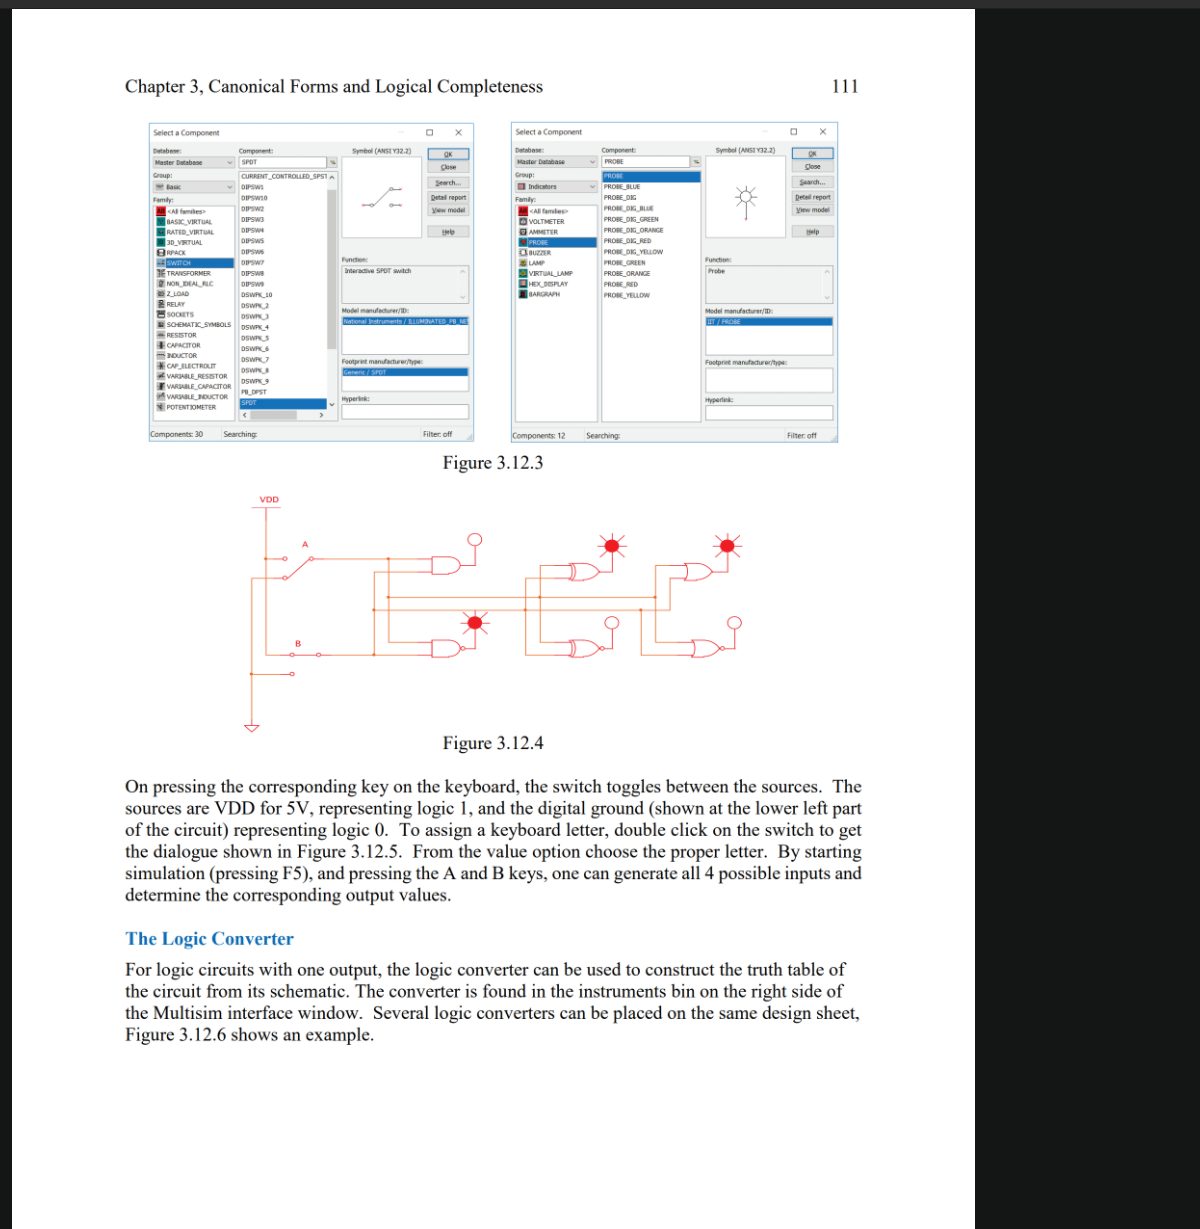 Chapter 3, Canonical Forms and Logical Completeness 111
Select a Component
Database:
Master Database
Group:
Basic
Family:
<All families>
BASIC_VIRTUAL
RATED_VIRTUAL
3D_VIRTUAL
RPACK
SWITCH
TRANSFORMER
NON_IDEAL_RLC
Z_LOAD
RELAY
SOCKETS
SCHEMATIC_SYMBOLS
RESISTOR
CAPACITOR
INDUCTOR
CAP_ELECTROLIT
VARIABLE_RESISTOR
VARIABLE_CAPACITOR
VARIABLE_INDUCTOR
POTENTIOMETER
Component:
SPDT
CURRENT_CONTROLLED_SPST
DIPSW1
DIPSW10
DIPSW2
DIPSW3
DIPSW4
DIPSW5
DIPSW6
DIPSW7
DIPSW8
DIPSW9
DSWPK_10
DSWPK_2
DSWPK_3
DSWPK_4
DSWPK_5
DSWPK_6
DSWPK_7
DSWPK_8
DSWPK_9
PB_DPST
SPDT
Symbol (ANSI Y32.2)
OK
Close
Search...
Detail report
View model
Help
Function:
Interactive SPDT switch
Model manufacturer/ID:
National Instruments / ILLUMINATED_PB_NE
Footprint manufacturer/type:
Generic / SPDT
Hyperlink:
Components: 30 Searching: Filter: off
Select a Component
Database:
Master Database
Group:
Indicators
Family:
<All families>
VOLTMETER
AMMETER
PROBE
BUZZER
LAMP
VIRTUAL_LAMP
HEX_DISPLAY
BARGRAPH
Component:
PROBE
PROBE
PROBE_BLUE
PROBE_DIG
PROBE_DIG_BLUE
PROBE_DIG_GREEN
PROBE_DIG_ORANGE
PROBE_DIG_RED
PROBE_DIG_YELLOW
PROBE_GREEN
PROBE_ORANGE
PROBE_RED
PROBE_YELLOW
Symbol (ANSI Y32.2)
OK
Close
Search...
Detail report
View model
Help
Function:
Probe
Model manufacturer/ID:
IIT / PROBE
Footprint manufacturer/type:
Hyperlink:
Components: 12 Searching: Filter: off
Figure 3.12.3
VDD
A
B
Figure 3.12.4
On pressing the corresponding key on the keyboard, the switch toggles between the sources. The
sources are VDD for 5V, representing logic 1, and the digital ground (shown at the lower left part
of the circuit) representing logic 0. To assign a keyboard letter, double click on the switch to get
the dialogue shown in Figure 3.12.5. From the value option choose the proper letter. By starting
simulation (pressing F5), and pressing the A and B keys, one can generate all 4 possible inputs and
determine the corresponding output values.
The Logic Converter
For logic circuits with one output, the logic converter can be used to construct the truth table of
the circuit from its schematic. The converter is found in the instruments bin on the right side of
the Multisim interface window. Several logic converters can be placed on the same design sheet,
Figure 3.12.6 shows an example.